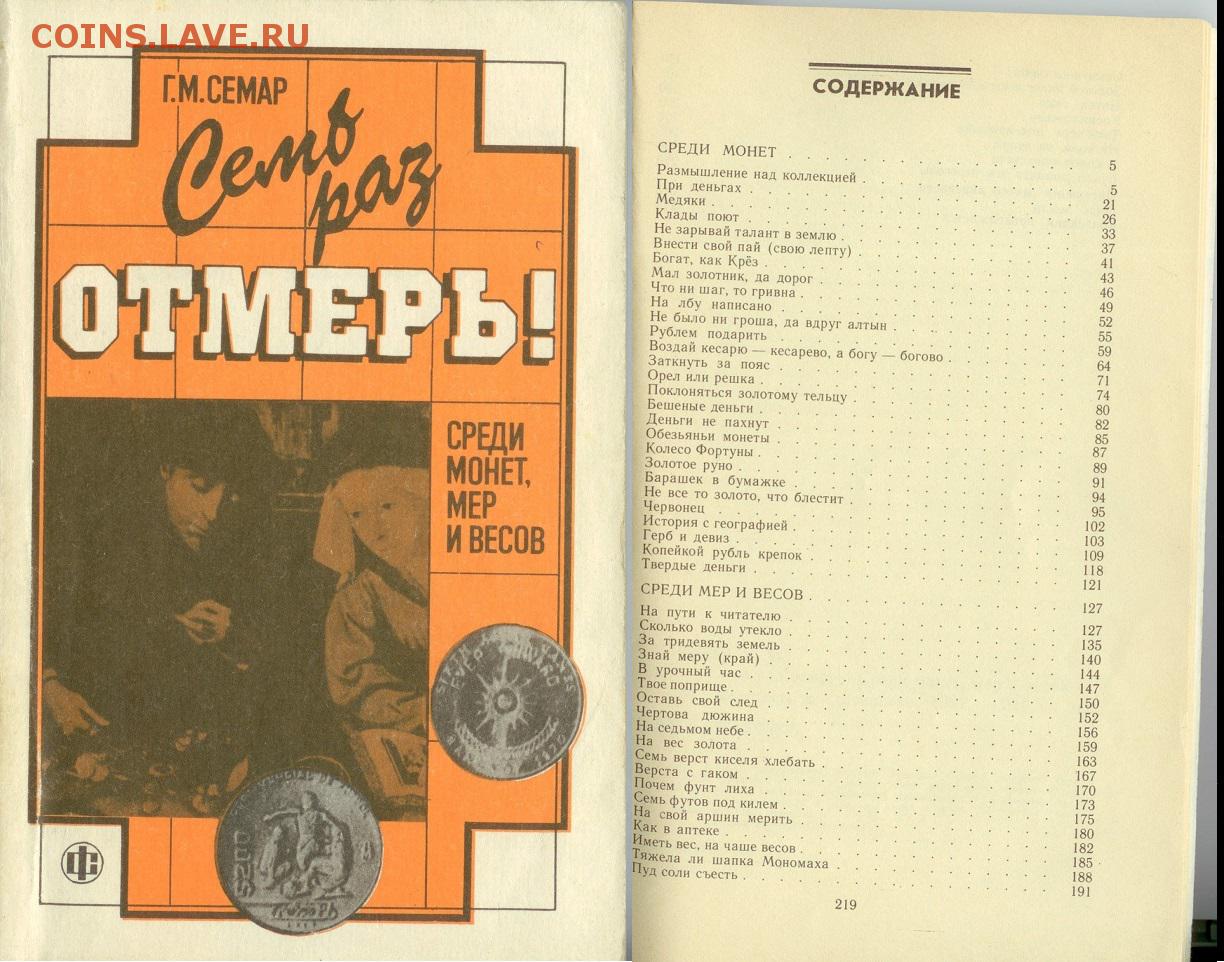 COINS.LAVE.RU
Г.М.СЕМАР
Семь
раз
ОТМЕРЬ!
СРЕДИ
МОНЕТ,
МЕР
И ВЕСОВ
СОДЕРЖАНИЕ
СРЕДИ МОНЕТ 5
Размышление над коллекцией 5
При деньгах 21
Медяки 26
Клады поют 33
Не зарывай талант в землю 37
Внести свой пай (свою лепту) 41
Богат, как Крёз 43
Мал золотник, да дорог 46
Что ни шаг, то гривна 49
На лбу написано 52
Не было ни гроша, да вдруг алтын 55
Рублем подарить 59
Воздай кесарю — кесарево, а богу — богово 64
Заткнуть за пояс 71
Орел или решка 74
Поклоняться золотому тельцу 80
Бешеные деньги 82
Деньги не пахнут 85
Обезьяньи монеты 87
Колесо Фортуны 89
Золотое руно 91
Барашек в бумажке 94
Не все то золото, что блестит 95
Червонец 102
История с географией 103
Герб и девиз 109
Копейкой рубль крепок 118
Твердые деньги 121
СРЕДИ МЕР И ВЕСОВ 127
На пути к читателю 127
Сколько воды утекло 135
За тридевять земель 140
Знай меру (край) 144
В урочный час 147
Твое поприще 150
Оставь свой след 152
Чертова дюжина 156
На седьмом небе 159
На вес золота 163
Семь верст киселя хлебать 167
Верста с гаком 170
Почем фунт лиха 173
Семь футов под килем 175
На свой аршин мерить 180
Как в аптеке 182
Иметь вес, на чаше весов 185
Тяжела ли шапка Мономаха 188
Пуд соли съесть 191
219